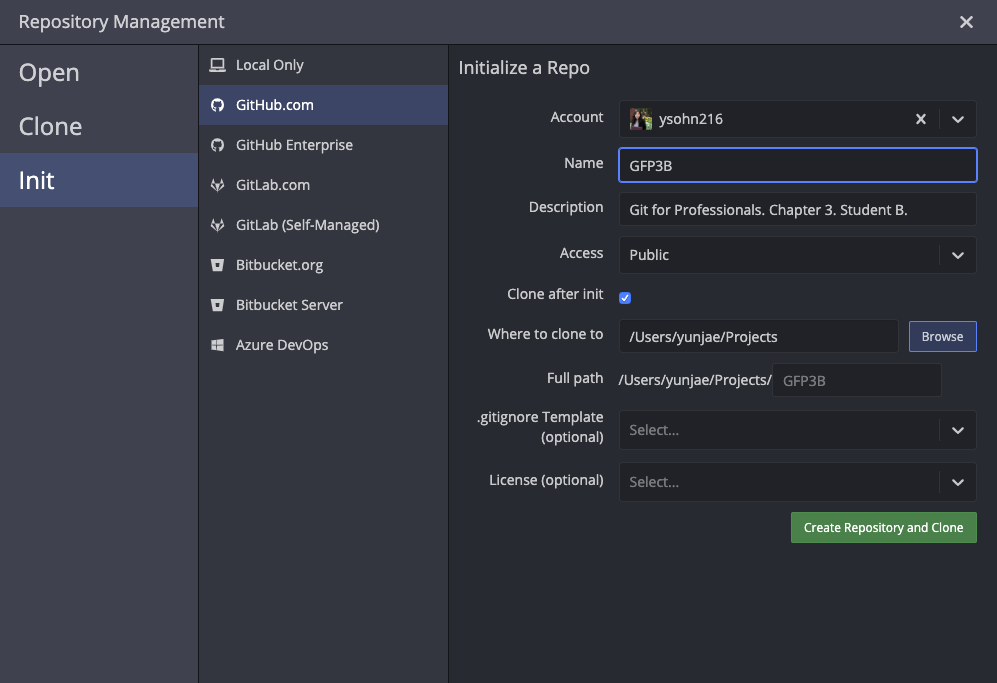 Repository Management
Open
Clone
Init
Local Only
GitHub.com
GitHub Enterprise
GitLab.com
GitLab (Self-Managed)
Bitbucket.org
Bitbucket Server
Azure DevOps
Initialize a Repo
Account ysohn216
Name GFP3B
Description Git for Professionals. Chapter 3. Student B.
Access Public
Clone after init
Where to clone to /Users/yunjae/Projects Browse
Full path /Users/yunjae/Projects/ GFP3B
.gitignore Template
(optional) Select...
License (optional) Select...
Create Repository and Clone